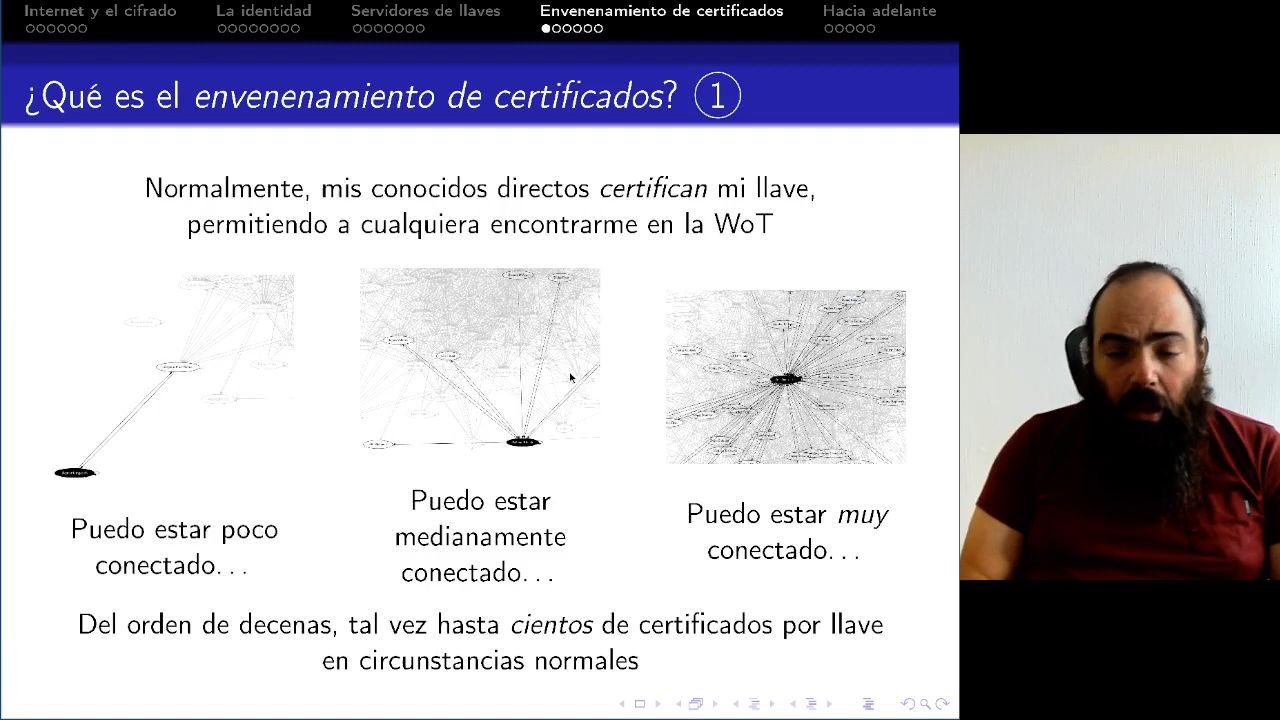 Internet y el cifrado
La identidad
Servidores de llaves
Envenenamiento de certificados
Hacia adelante
¿Qué es el envenenamiento de certificados? 1
Normalmente, mis conocidos directos certifican mi llave,
permitiendo a cualquiera encontrarme en la WoT
Puedo estar poco
conectado...
Puedo estar
medianamente
conectado...
Puedo estar muy
conectado...
Del orden de decenas, tal vez hasta cientos de certificados por llave
en circunstancias normales